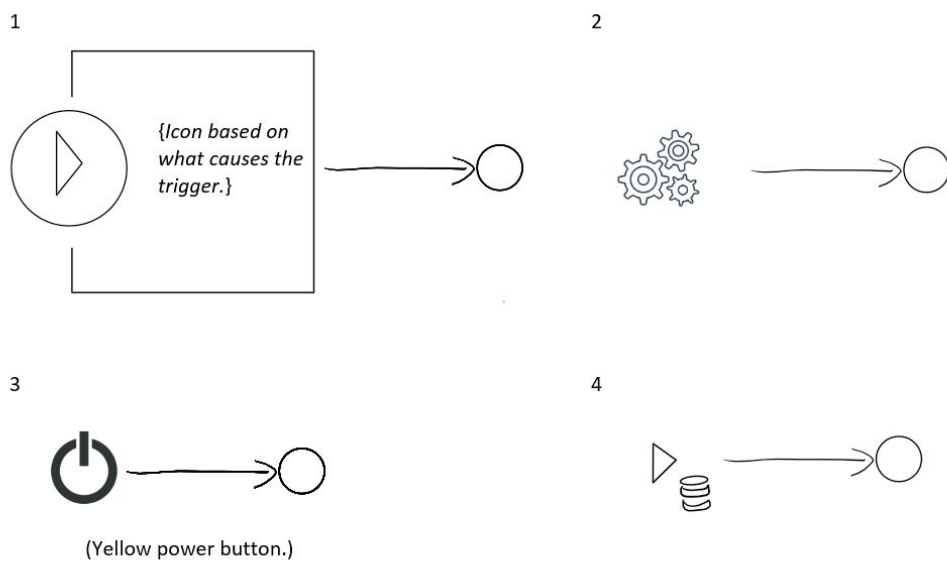 1
2
{Icon based on
what causes the
trigger.}
3
4
(Yellow power button.)